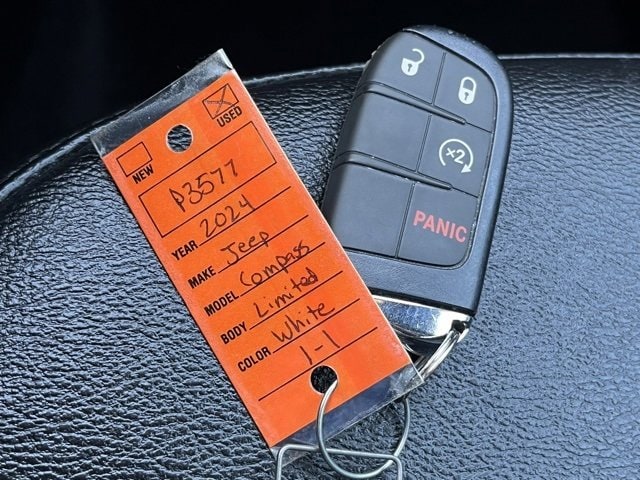 NEW
USED
P3577
YEAR 2024
MAKE Jeep
MODEL Compass
BODY Limited
COLOR White
1-1
x2
PANIC